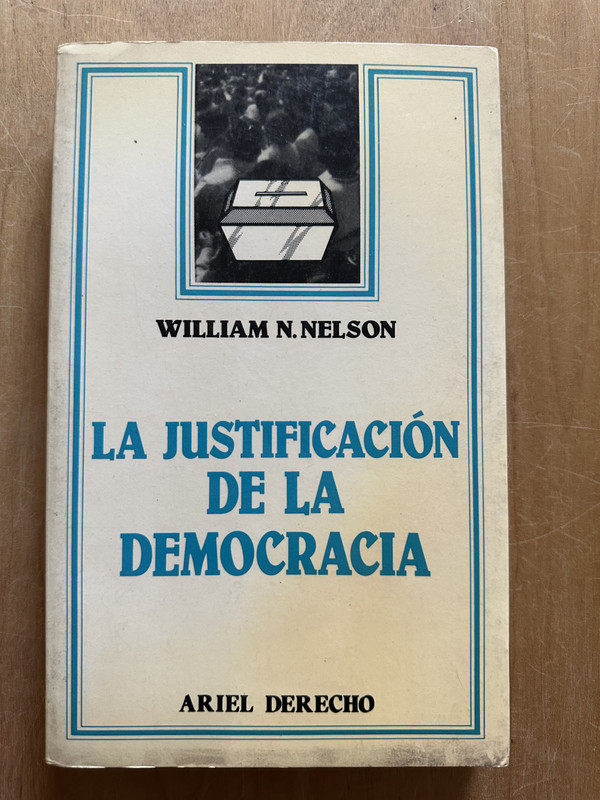 WILLIAM N. NELSON
LA JUSTIFICACIÓN
DE LA
DEMOCRACIA
ARIEL DERECHO